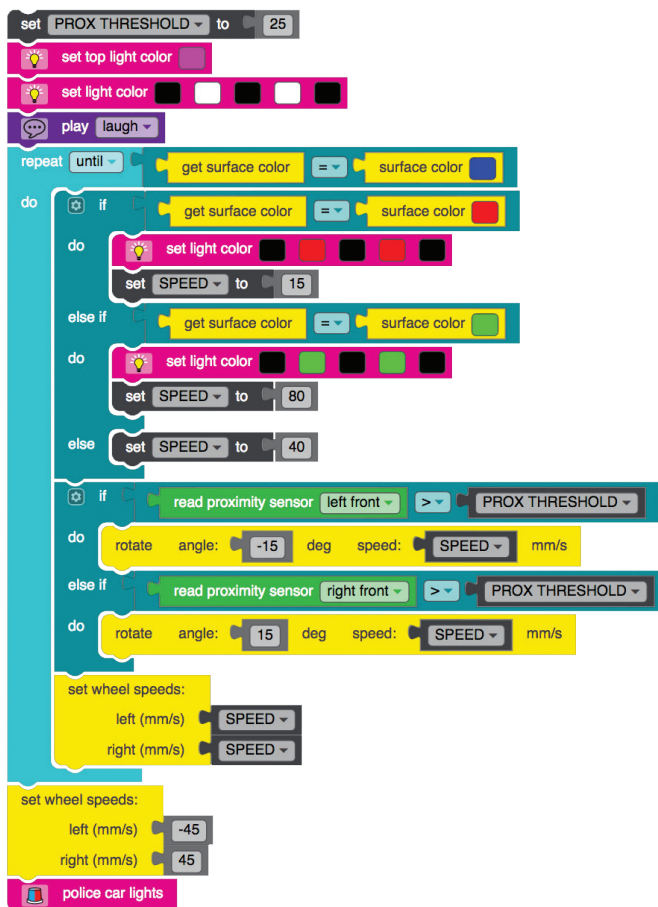 set PROX THRESHOLD to 25
set top light color
set light color
play laugh
repeat until get surface color = surface color
do if get surface color = surface color
do set light color
set SPEED to 15
else if get surface color = surface color
do set light color
set SPEED to 80
else set SPEED to 40
if read proximity sensor left front > PROX THRESHOLD
do rotate angle: -15 deg speed: SPEED mm/s
else if read proximity sensor right front > PROX THRESHOLD
do rotate angle: 15 deg speed: SPEED mm/s
set wheel speeds:
left (mm/s) SPEED
right (mm/s) SPEED
set wheel speeds:
left (mm/s) -45
right (mm/s) 45
police car lights